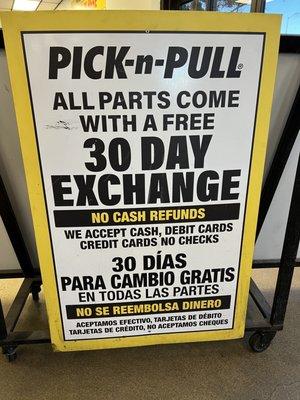 PICK-n-PULL®
ALL PARTS COME
WITH A FREE
30 DAY
EXCHANGE
NO CASH REFUNDS
WE ACCEPT CASH, DEBIT CARDS
CREDIT CARDS NO CHECKS
30 DÍAS
PARA CAMBIO GRATIS
EN TODAS LAS PARTES
NO SE REEMBOLSA DINERO
ACEPTAMOS EFECTIVO, TARJETAS DE DÉBITO
TARJETAS DE CRÉDITO, NO ACEPTAMOS CHEQUES